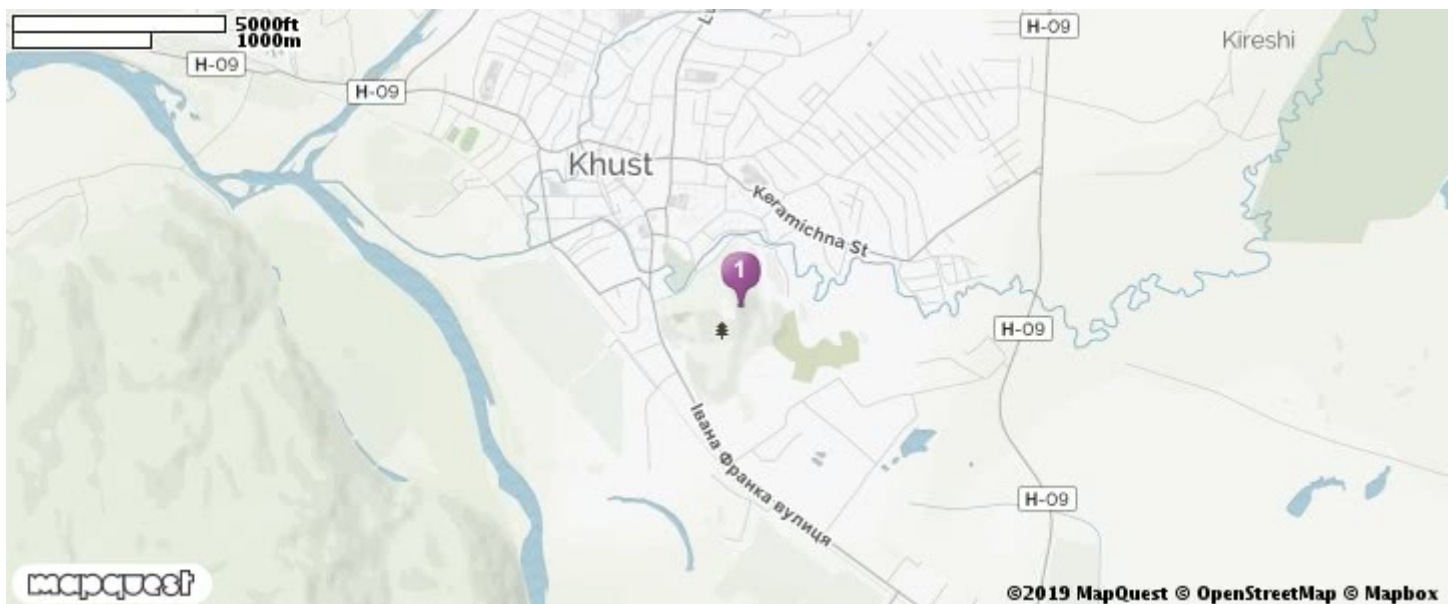 5000ft
1000m
H-09
H-09
H-09
Kireshi
Khust
Keramichna St
1
H-09
Івана Франка вулиця
H-09
mapquest
©2019 MapQuest © OpenStreetMap © Mapbox